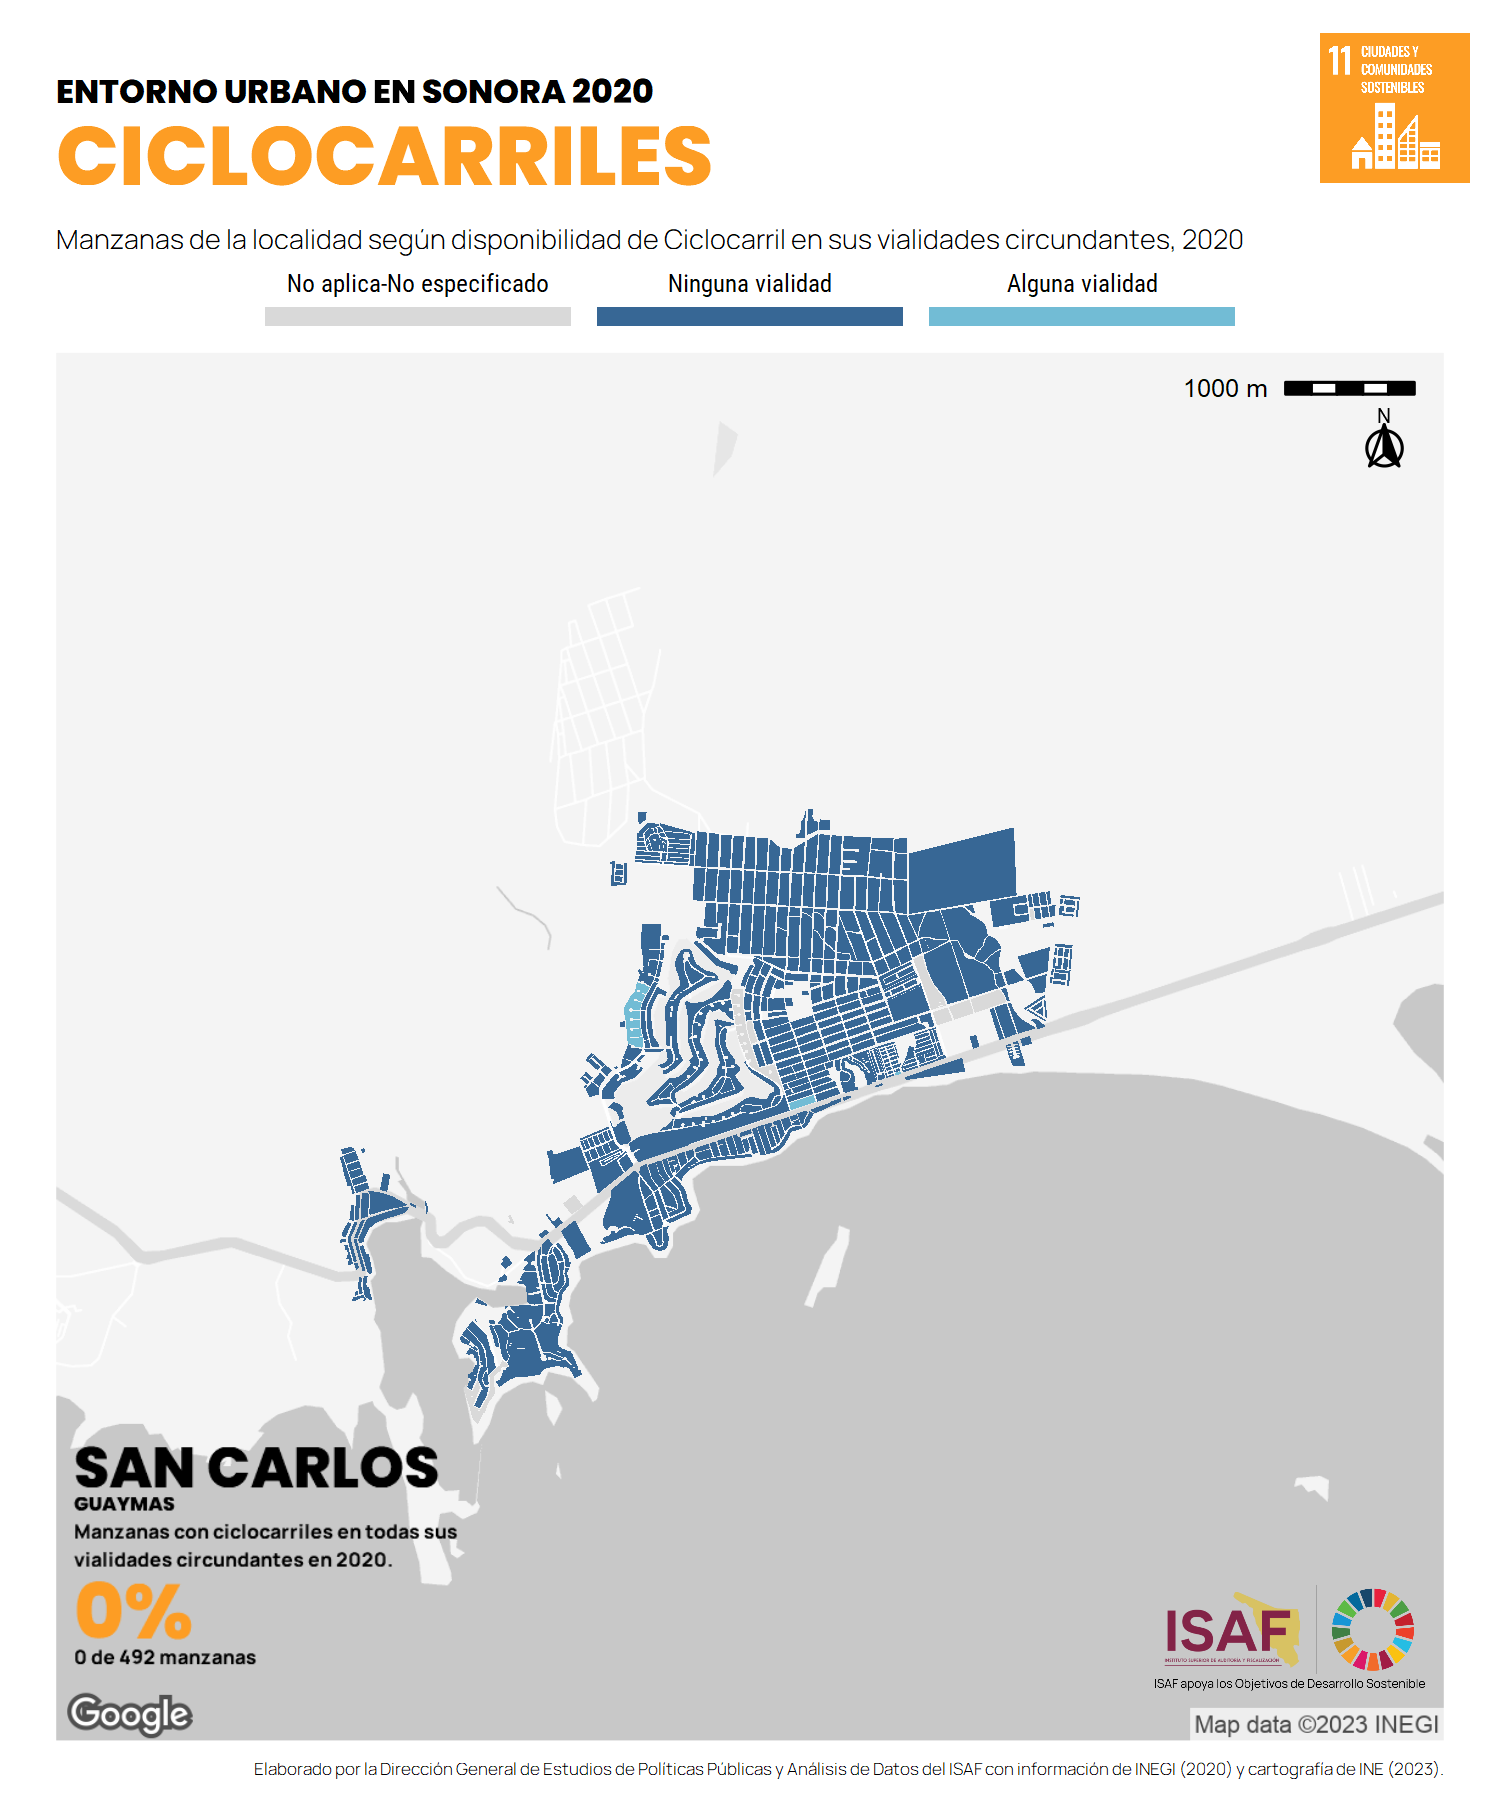 ENTORNO URBANO EN SONORA 2020
CICLOCARRILES
11 CIUDADES Y
COMUNIDADES
SOSTENIBLES
Manzanas de la localidad según disponibilidad de Ciclocarril en sus vialidades circundantes, 2020
No aplica-No especificado
Ninguna vialidad
Alguna vialidad
1000 m
N
SAN CARLOS
GUAYMAS
Manzanas con ciclocarriles en todas sus
vialidades circundantes en 2020.
0%
0 de 492 manzanas
ISAF
INSTITUTO SUPERIOR DE AUDITORÍA Y FISCALIZACIÓN
ISAF apoya los Objetivos de Desarrollo Sostenible
Google
Map data ©2023 INEGI
Elaborado por la Dirección General de Estudios de Políticas Públicas y Análisis de Datos del ISAF con información de INEGI (2020) y cartografía de INE (2023).